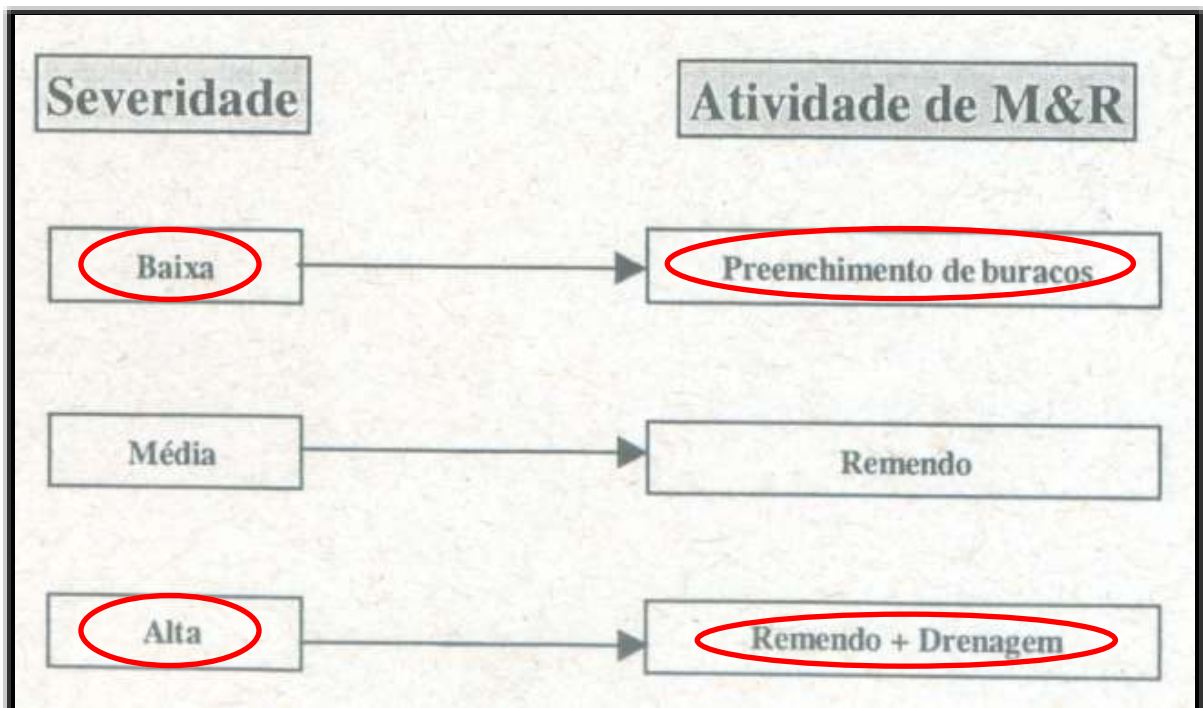 Severidade
Atividade de M&R
Baixa
Preenchimento de buracos
Média
Remendo
Alta
Remendo + Drenagem